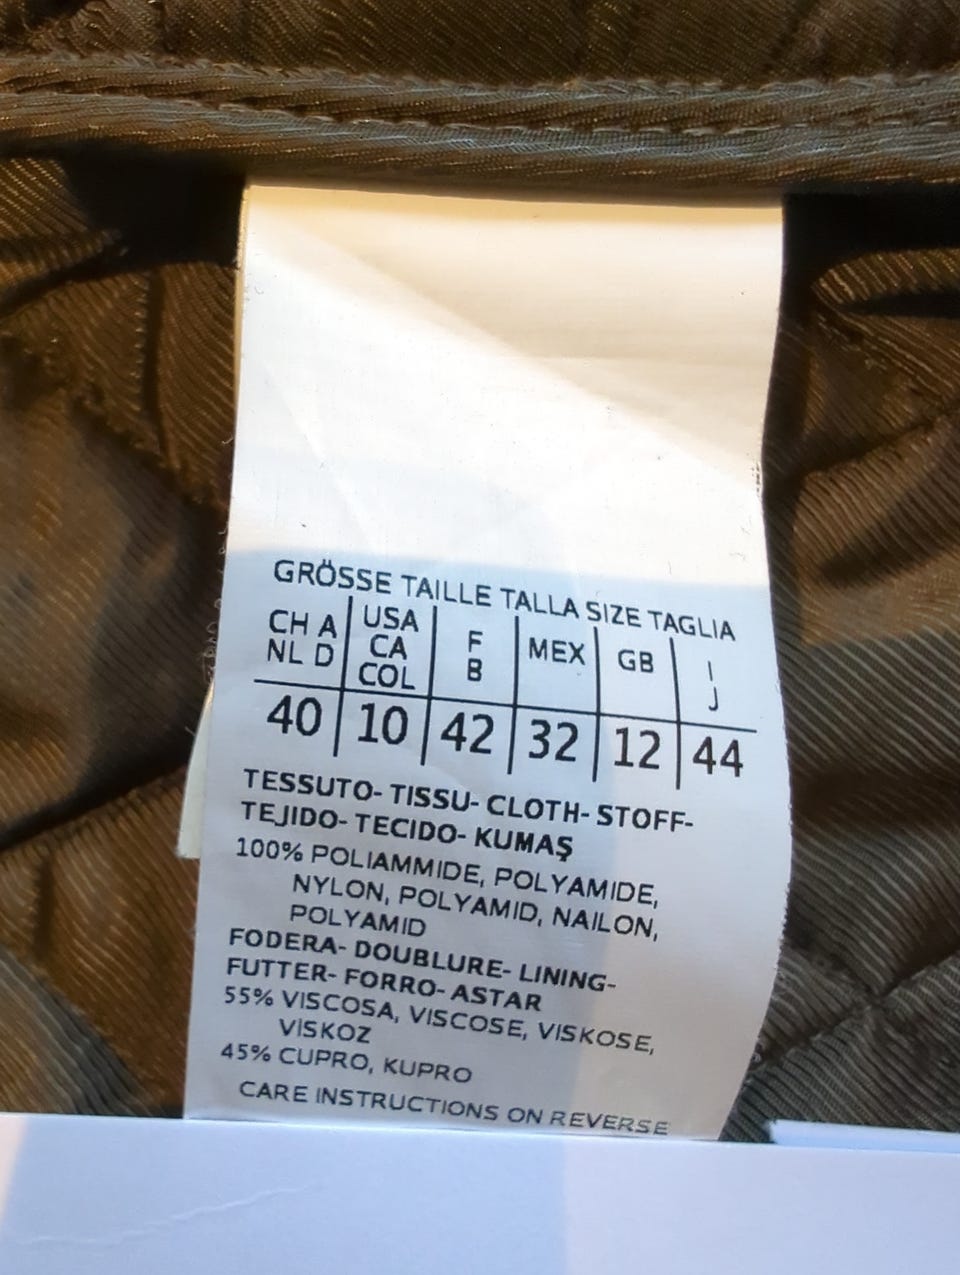 GRÖSSE TAILLE TALLA SIZE TAGLIA
CH A NL D | USA CA COL | F B | MEX | GB | I J
40 | 10 | 42 | 32 | 12 | 44
TESSUTO- TISSU- CLOTH- STOFF-
TEJIDO- TECIDO- KUMAŞ
100% POLIAMMIDE, POLYAMIDE,
NYLON, POLYAMID, NAILON,
POLYAMID
FODERA- DOUBLURE- LINING-
FUTTER- FORRO- ASTAR
55% VISCOSA, VISCOSE, VISKOSE,
VİSKOZ
45% CUPRO, KUPRO
CARE INSTRUCTIONS ON REVERSE